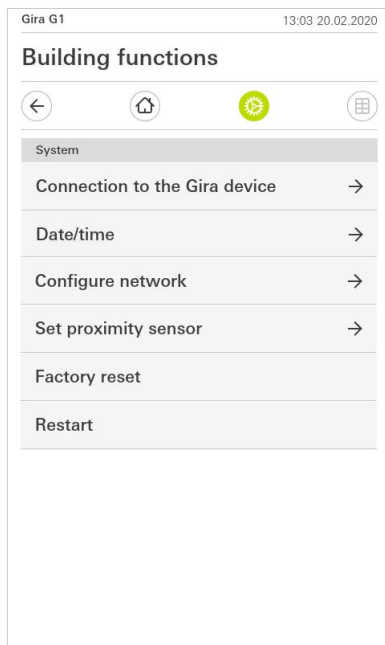 Gira G1 13:03 20.02.2020
Building functions
System
Connection to the Gira device
Date/time
Configure network
Set proximity sensor
Factory reset
Restart